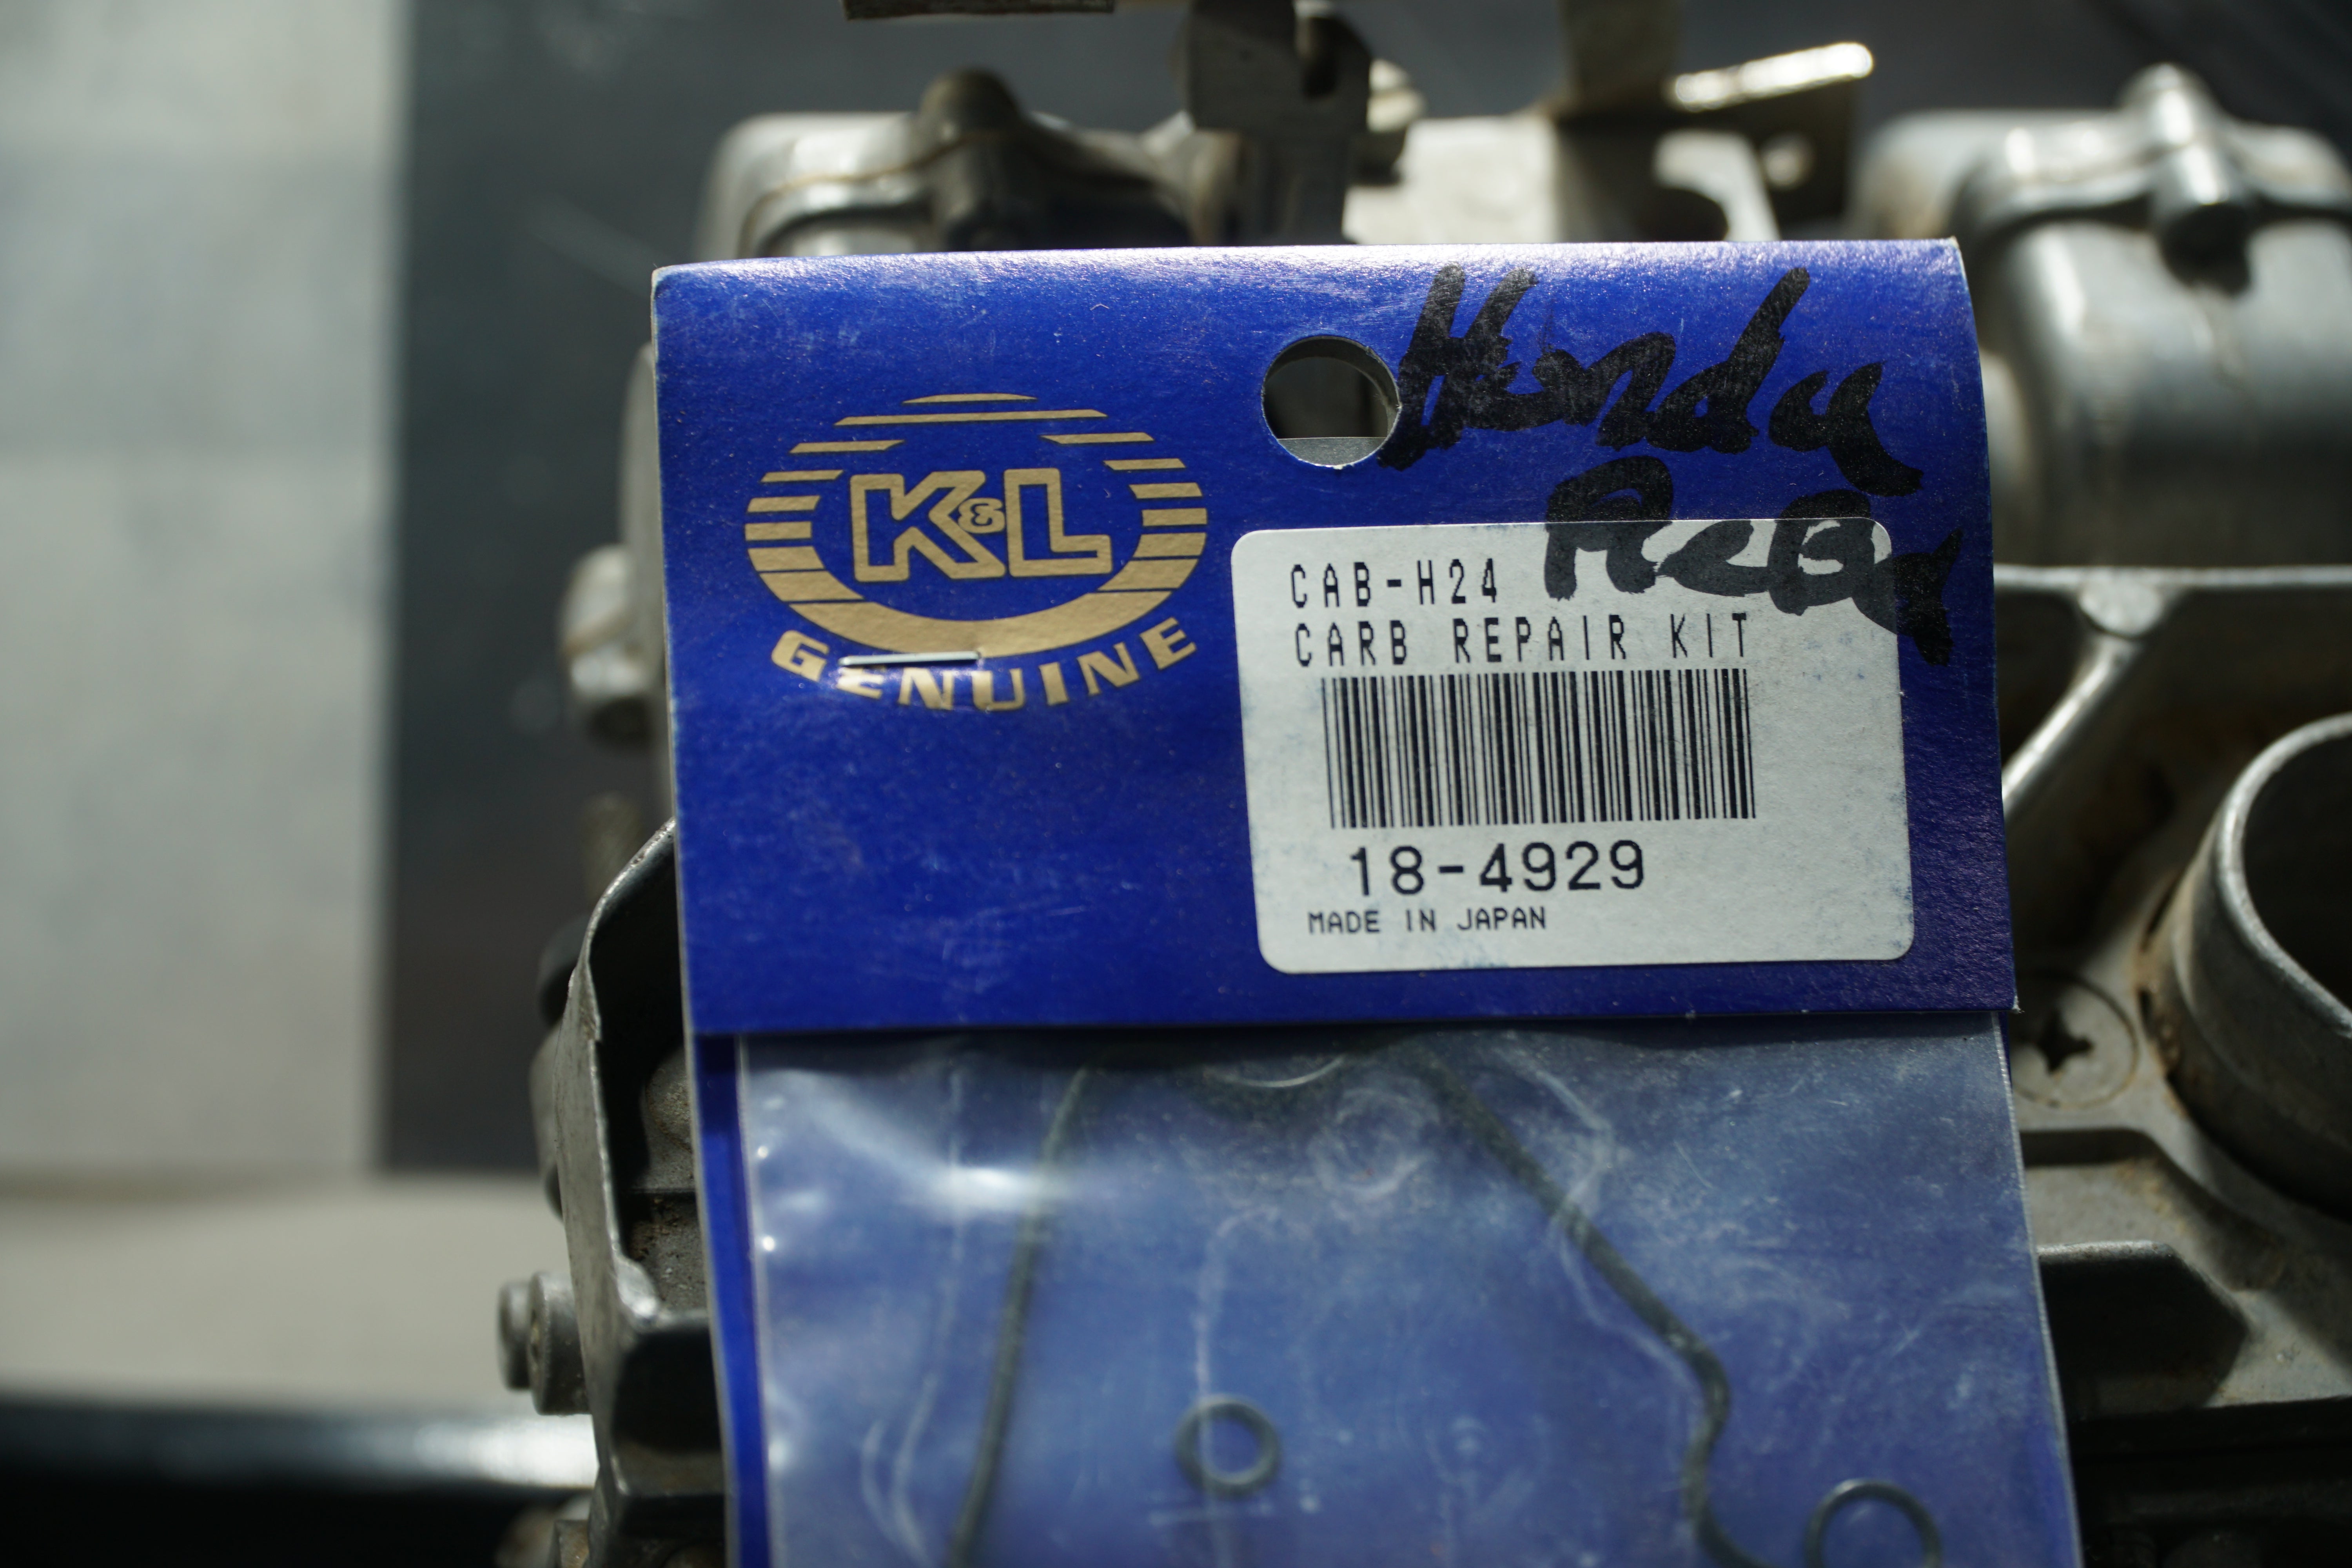 Honda
K&L
GENUINE
CAB-H24
CARB REPAIR KIT
18-4929
MADE IN JAPAN